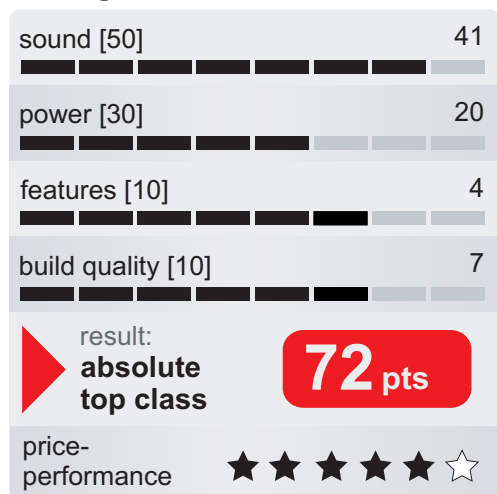 sound [50] 41
power [30] 20
features [10] 4
build quality [10] 7
result:
absolute
top class
72 pts
price-
performance